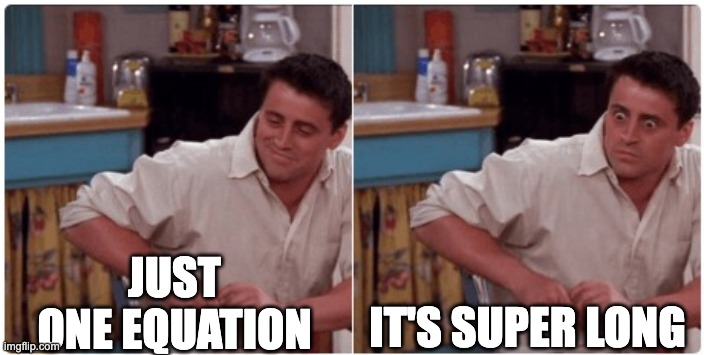 JUST
ONE EQUATION
IT'S SUPER LONG
imgflip.com